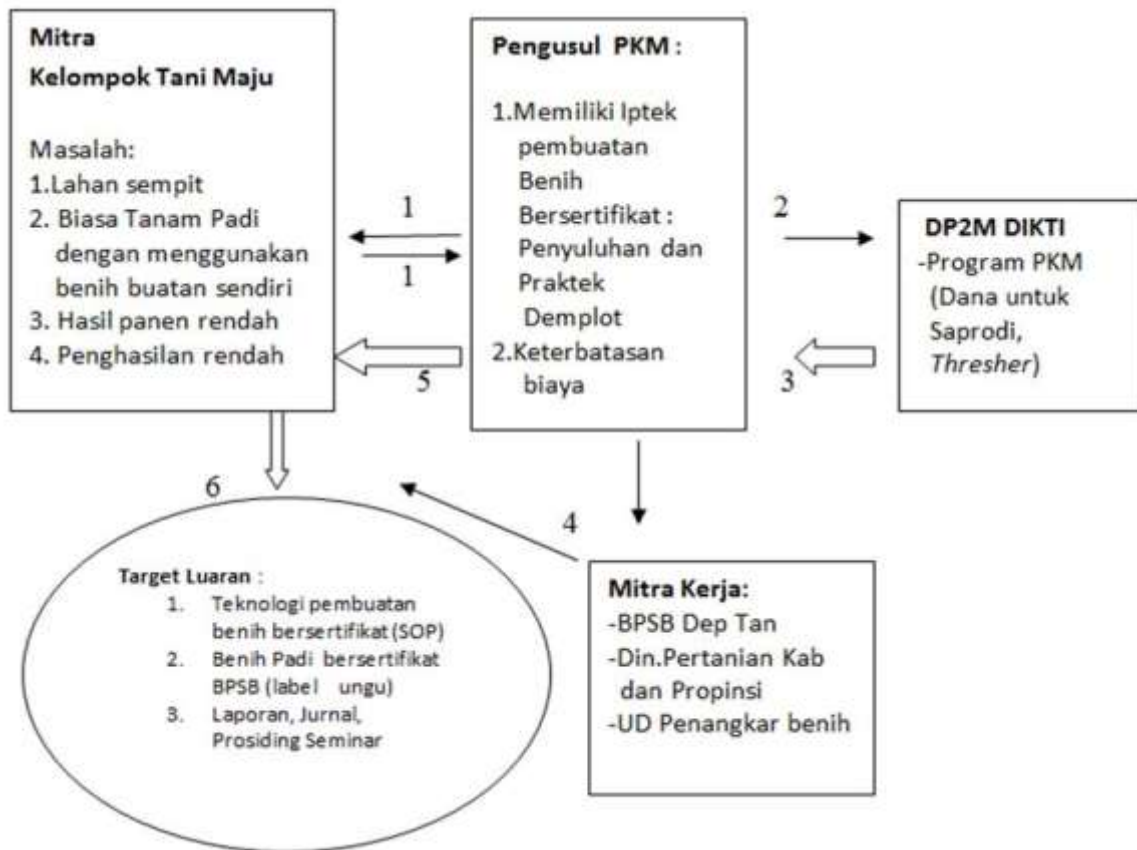 Mitra
Kelompok Tani Maju
Masalah:
1.Lahan sempit
2. Biasa Tanam Padi
dengan menggunakan
benih buatan sendiri
3. Hasil panen rendah
4. Penghasilan rendah
1
1
5
Pengusul PKM :
1.Memiliki Iptek
pembuatan
Benih
Bersertifikat :
Penyuluhan dan
Praktek
Demplot
2.Keterbatasan
biaya
2
3
DP2M DIKTI
-Program PKM
(Dana untuk
Saprodi,
Thresher)
6
4
Target Luaran :
1. Teknologi pembuatan
benih bersertifikat (SOP)
2. Benih Padi bersertifikat
BPSB (label ungu)
3. Laporan, Jurnal,
Prosiding Seminar
Mitra Kerja:
-BPSB Dep Tan
-Din.Pertanian Kab
dan Propinsi
-UD Penangkar benih